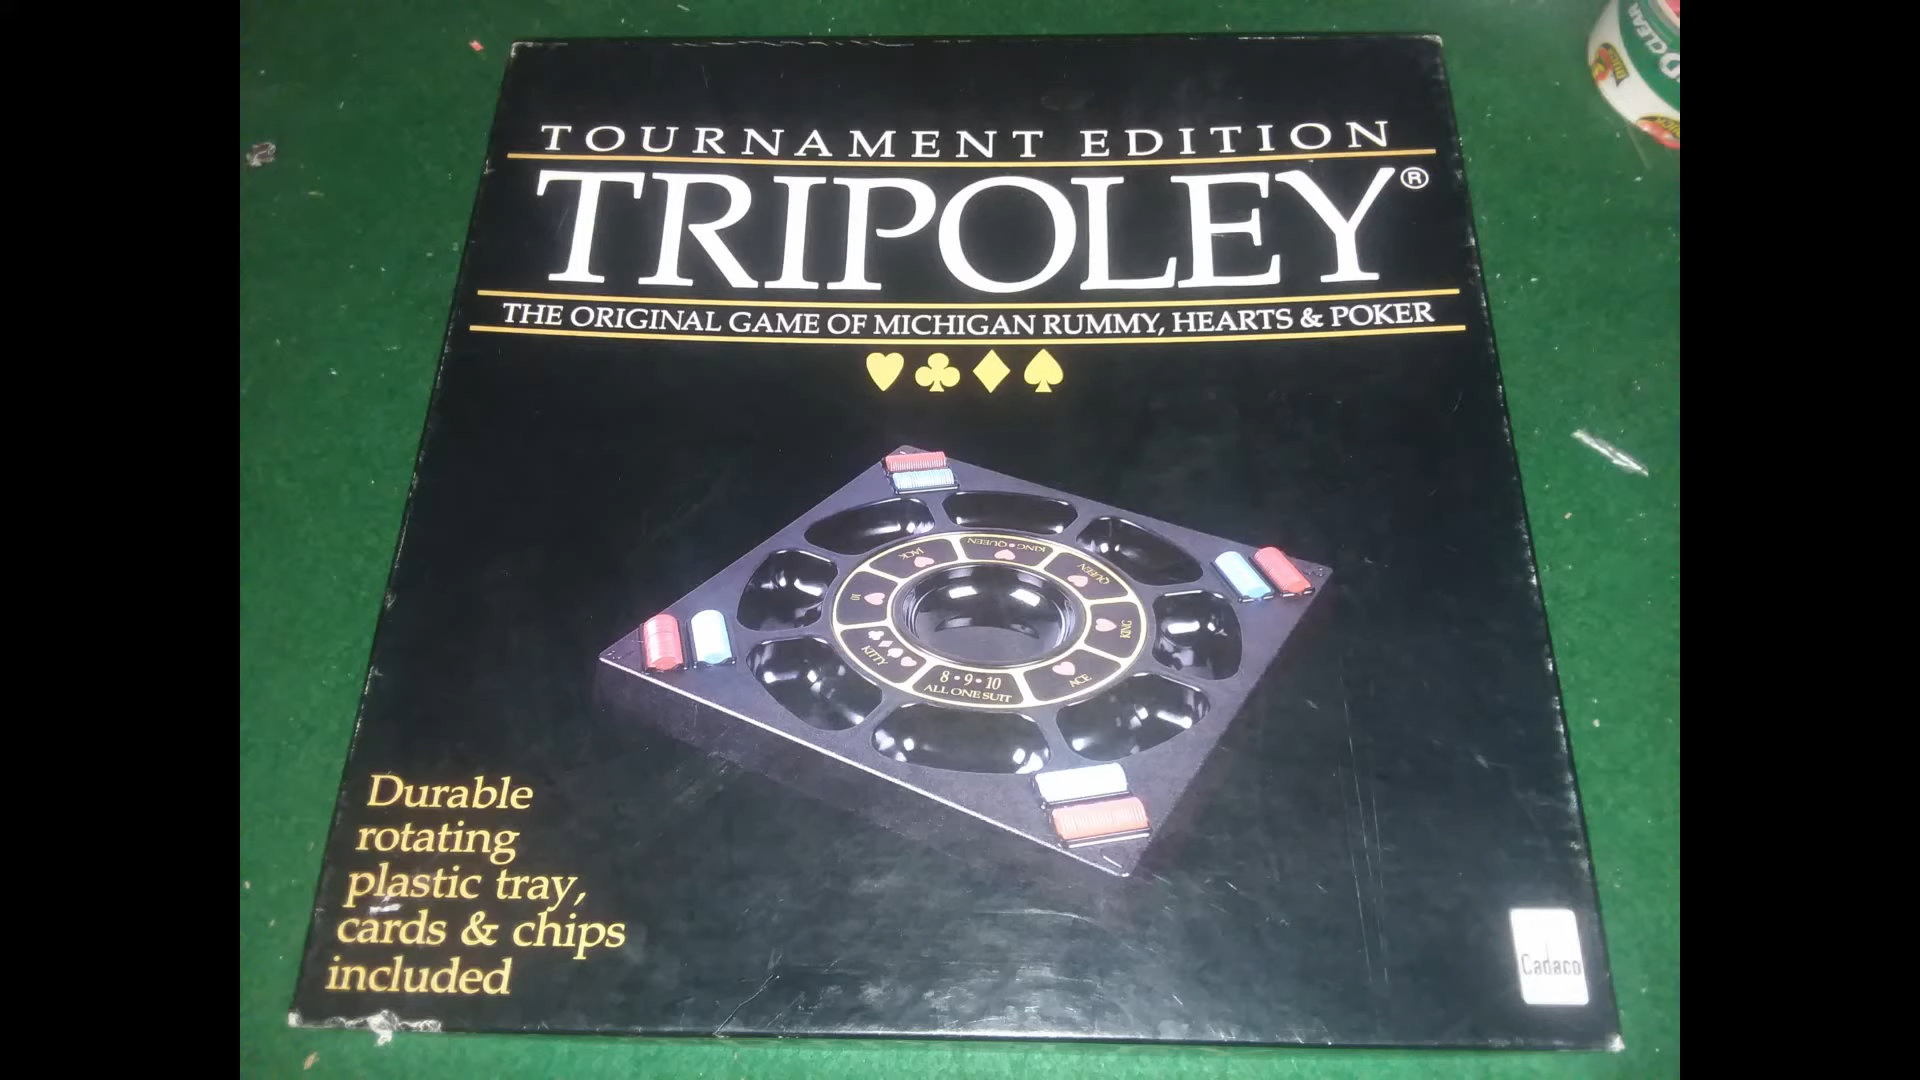 TOURNAMENT EDITION
TRIPOLEY®
THE ORIGINAL GAME OF MICHIGAN RUMMY, HEARTS & POKER
JACK
KING • QUEEN
QUEEN
10
KING
KITTY
8 • 9 • 10
ALL ONE SUIT
ACE
Durable
rotating
plastic tray,
cards & chips
included
Cadaco
CLEAR